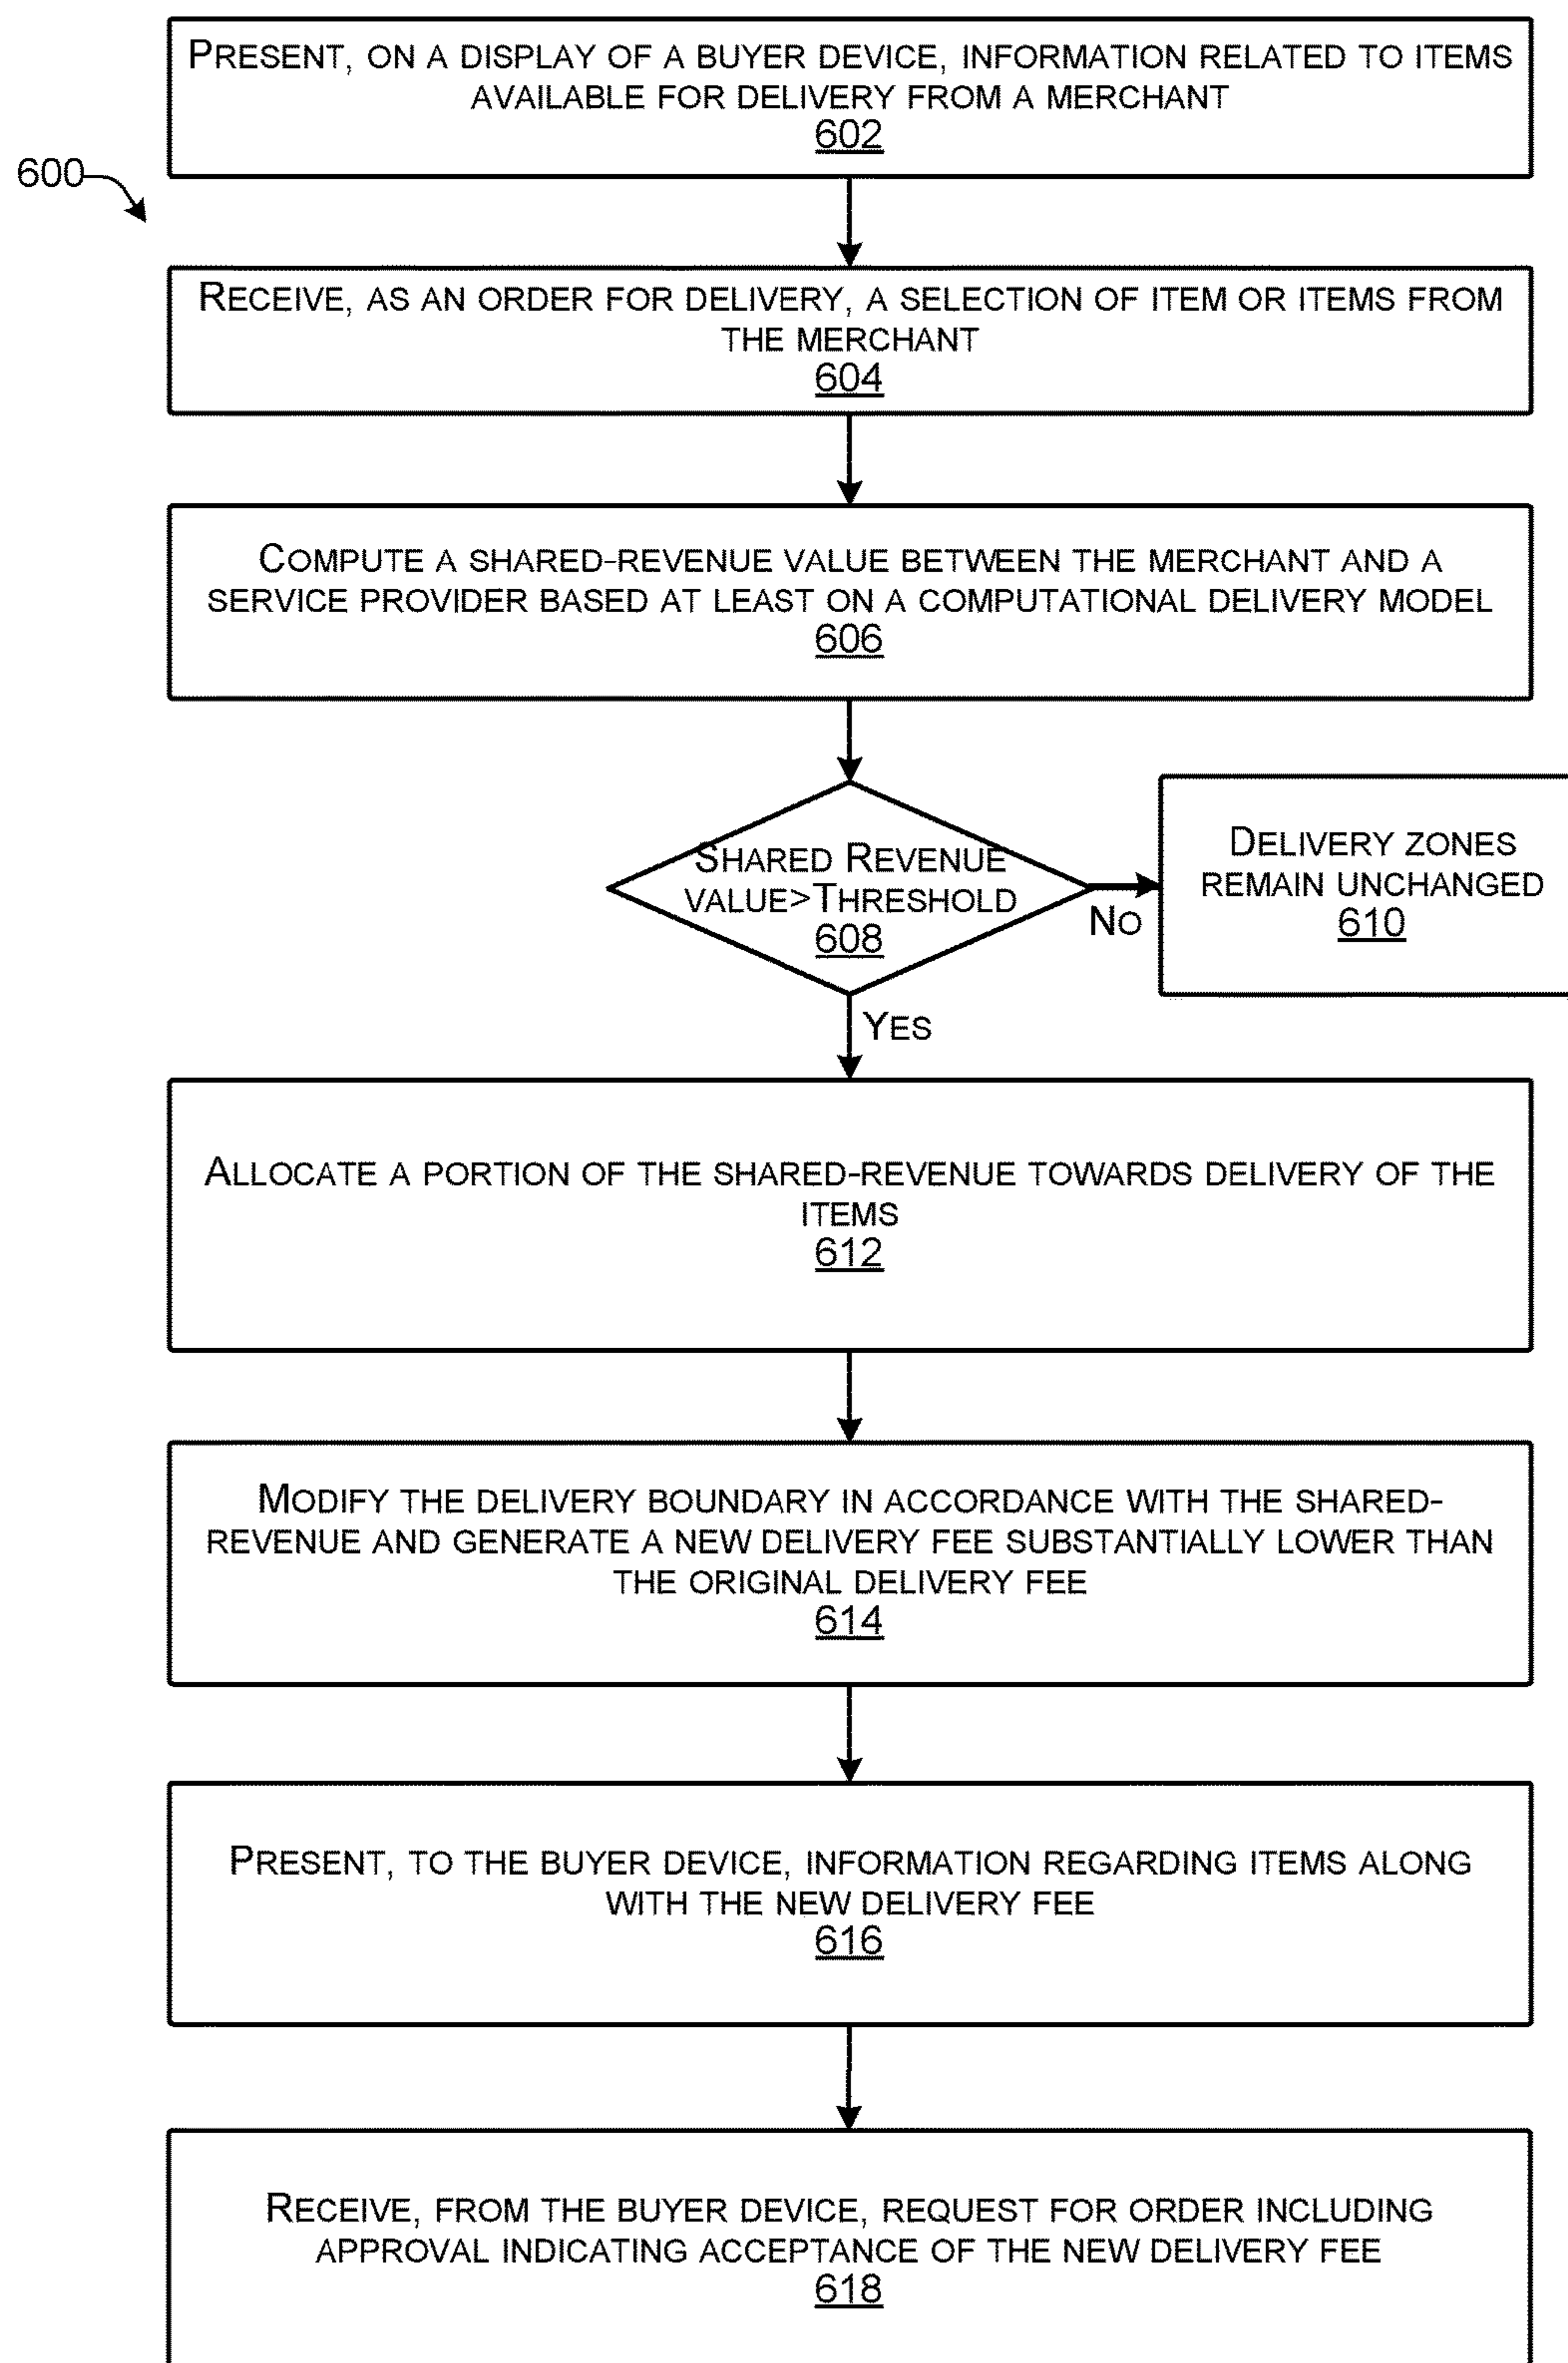 PRESENT, ON A DISPLAY OF A BUYER DEVICE, INFORMATION RELATED TO ITEMS
AVAILABLE FOR DELIVERY FROM A MERCHANT
602
600
RECEIVE, AS AN ORDER FOR DELIVERY, A SELECTION OF ITEM OR ITEMS FROM
THE MERCHANT
604
COMPUTE A SHARED-REVENUE VALUE BETWEEN THE MERCHANT AND A
SERVICE PROVIDER BASED AT LEAST ON A COMPUTATIONAL DELIVERY MODEL
606
SHARED REVENUE
VALUE>THRESHOLD
608
NO
DELIVERY ZONES
REMAIN UNCHANGED
610
YES
ALLOCATE A PORTION OF THE SHARED-REVENUE TOWARDS DELIVERY OF THE
ITEMS
612
MODIFY THE DELIVERY BOUNDARY IN ACCORDANCE WITH THE SHARED-
REVENUE AND GENERATE A NEW DELIVERY FEE SUBSTANTIALLY LOWER THAN
THE ORIGINAL DELIVERY FEE
614
PRESENT, TO THE BUYER DEVICE, INFORMATION REGARDING ITEMS ALONG
WITH THE NEW DELIVERY FEE
616
RECEIVE, FROM THE BUYER DEVICE, REQUEST FOR ORDER INCLUDING
APPROVAL INDICATING ACCEPTANCE OF THE NEW DELIVERY FEE
618